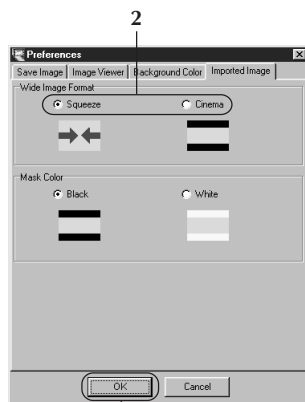 2
Preferences
Save Image Image Viewer Background Color Imported Image
Wide Image Format
Squeeze Cinema
Mask Color
Black White
OK Cancel